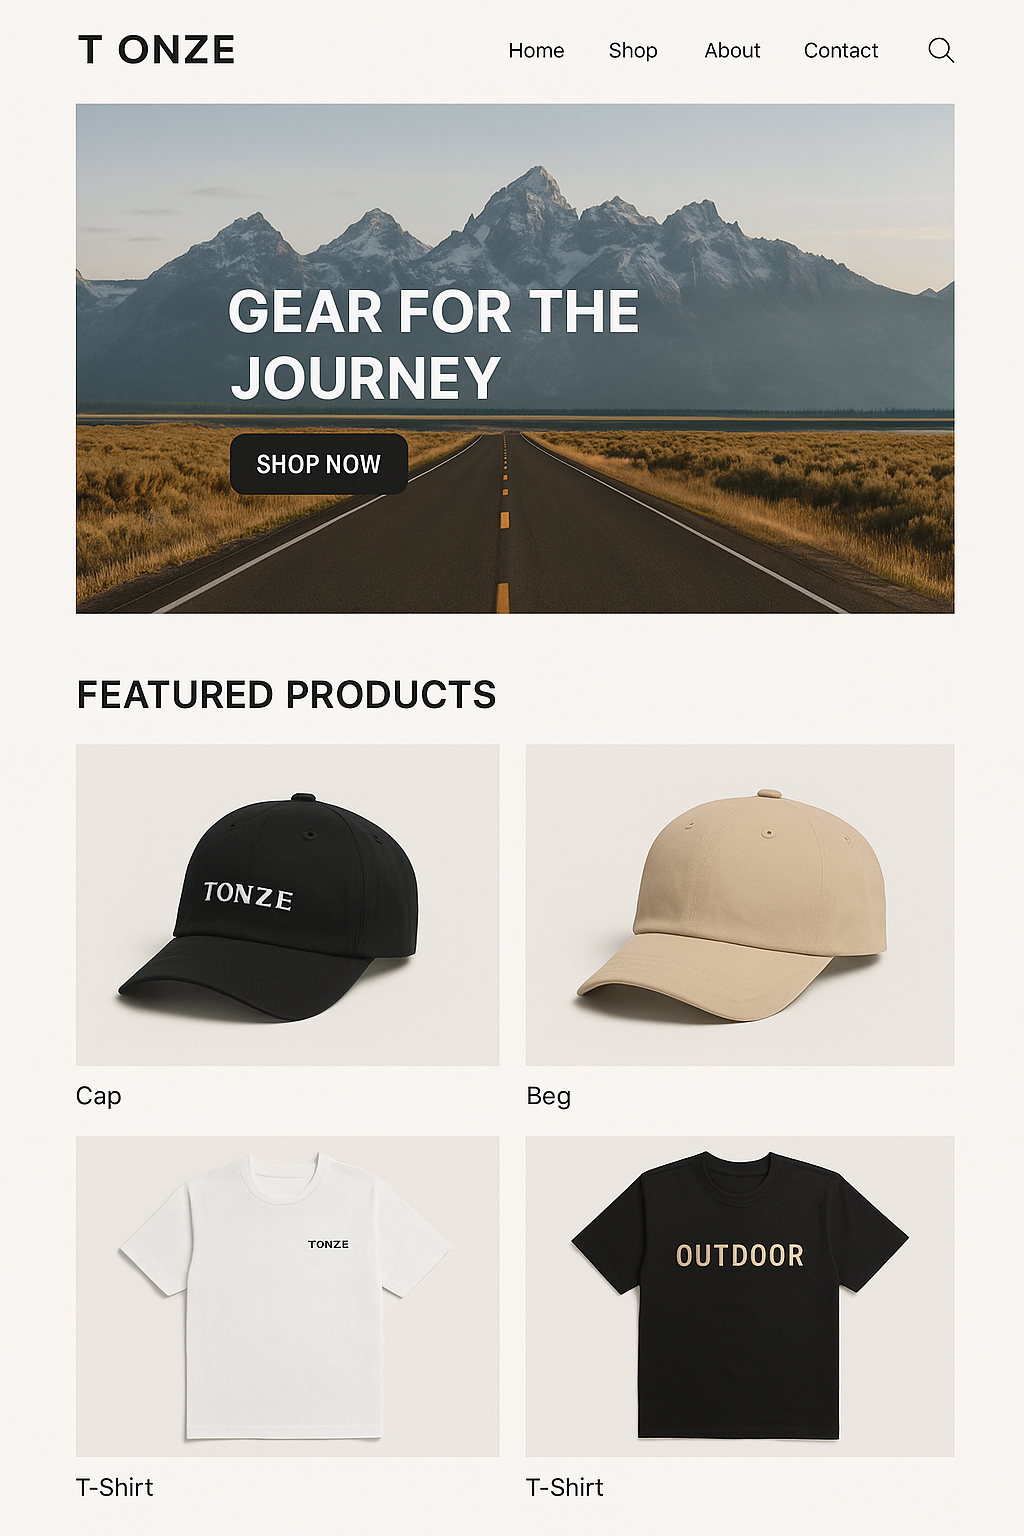 T ONZE
Home Shop About Contact
GEAR FOR THE
JOURNEY
SHOP NOW
FEATURED PRODUCTS
TONZE
Cap
Beg
TONZE
OUTDOOR
T-Shirt
T-Shirt